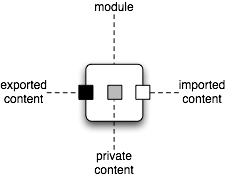 module
exported
content
imported
content
private
content